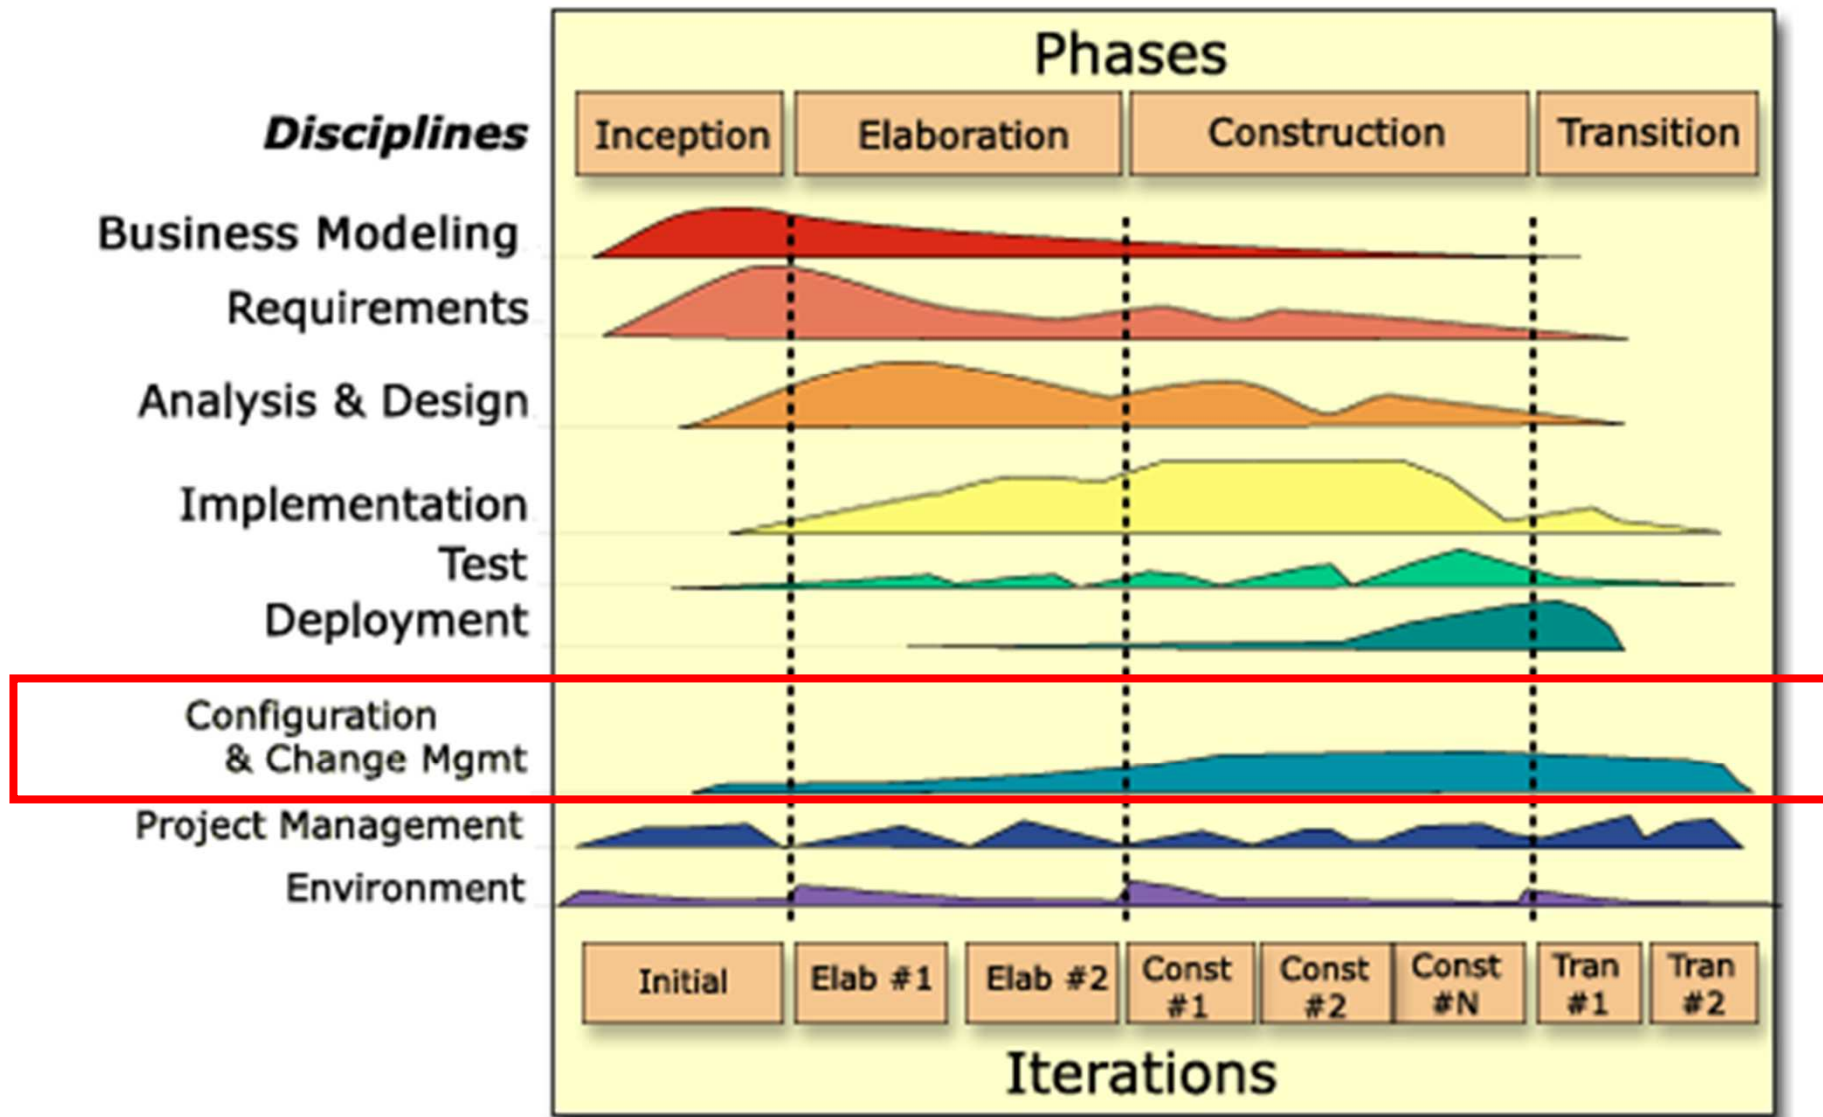 Phases
Disciplines
Inception
Elaboration
Construction
Transition
Business Modeling
Requirements
Analysis & Design
Implementation
Test
Deployment
Configuration
& Change Mgmt
Project Management
Environment
Initial
Elab #1
Elab #2
Const
#1
Const
#2
Const
#N
Tran
#1
Tran
#2
Iterations